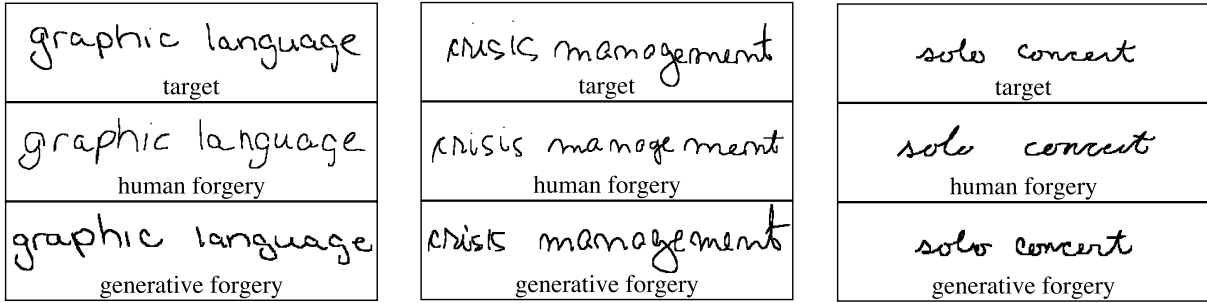 graphic language
target
human forgery
graphic language
generative forgery
graphic language
crisis management
target
crisis management
human forgery
crisis management
generative forgery
solo concert
target
solo concert
human forgery
solo concert
generative forgery